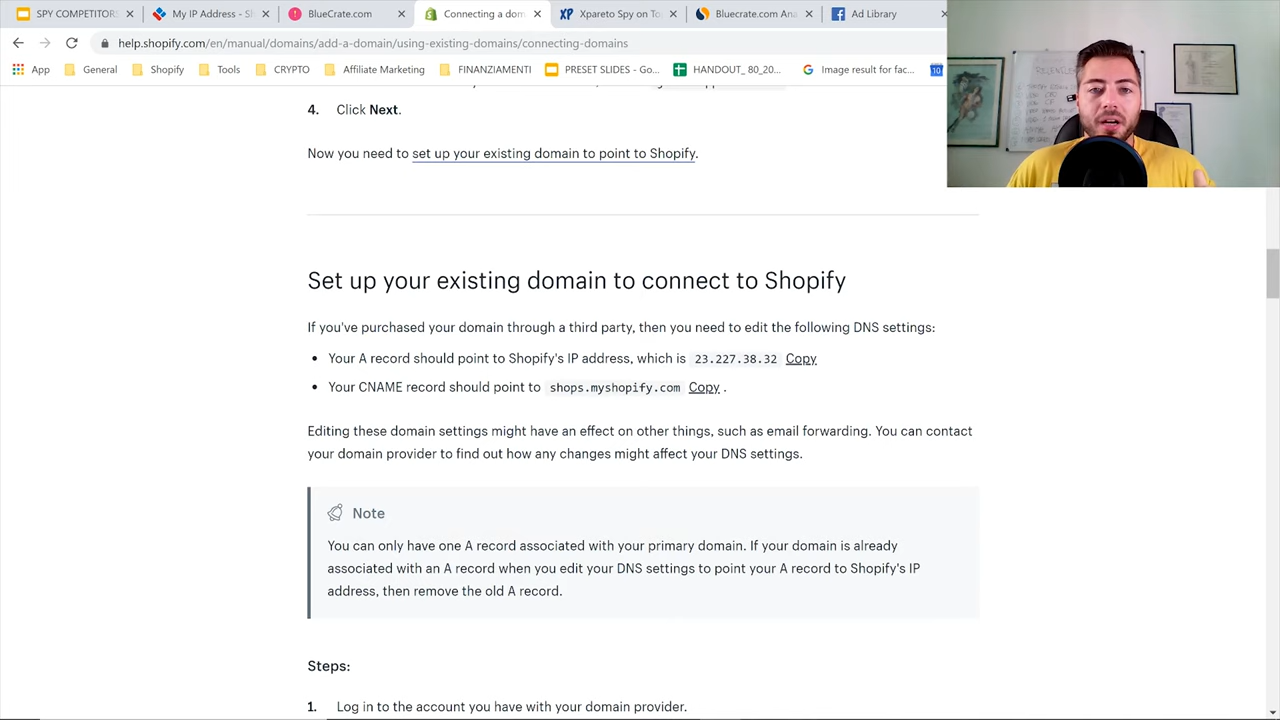 SPY COMPETITORS
My IP Address - S
BlueCrate.com
Connecting a dom
Xpareto Spy on To
Bluecrate.com Ana
Ad Library
help.shopify.com/en/manual/domains/add-a-domain/using-existing-domains/connecting-domains
App
General
Shopify
Tools
CRYPTO
Affiliate Marketing
FINANZIAMENTI
PRESET SLIDES - Go...
HANDOUT_ 80_20...
Image result for fac...
10
4. Click Next.
Now you need to set up your existing domain to point to Shopify.
Set up your existing domain to connect to Shopify
If you've purchased your domain through a third party, then you need to edit the following DNS settings:
• Your A record should point to Shopify's IP address, which is 23.227.38.32 Copy
• Your CNAME record should point to shops.myshopify.com Copy .
Editing these domain settings might have an effect on other things, such as email forwarding. You can contact
your domain provider to find out how any changes might affect your DNS settings.
Note
You can only have one A record associated with your primary domain. If your domain is already
associated with an A record when you edit your DNS settings to point your A record to Shopify's IP
address, then remove the old A record.
Steps:
1. Log in to the account you have with your domain provider.